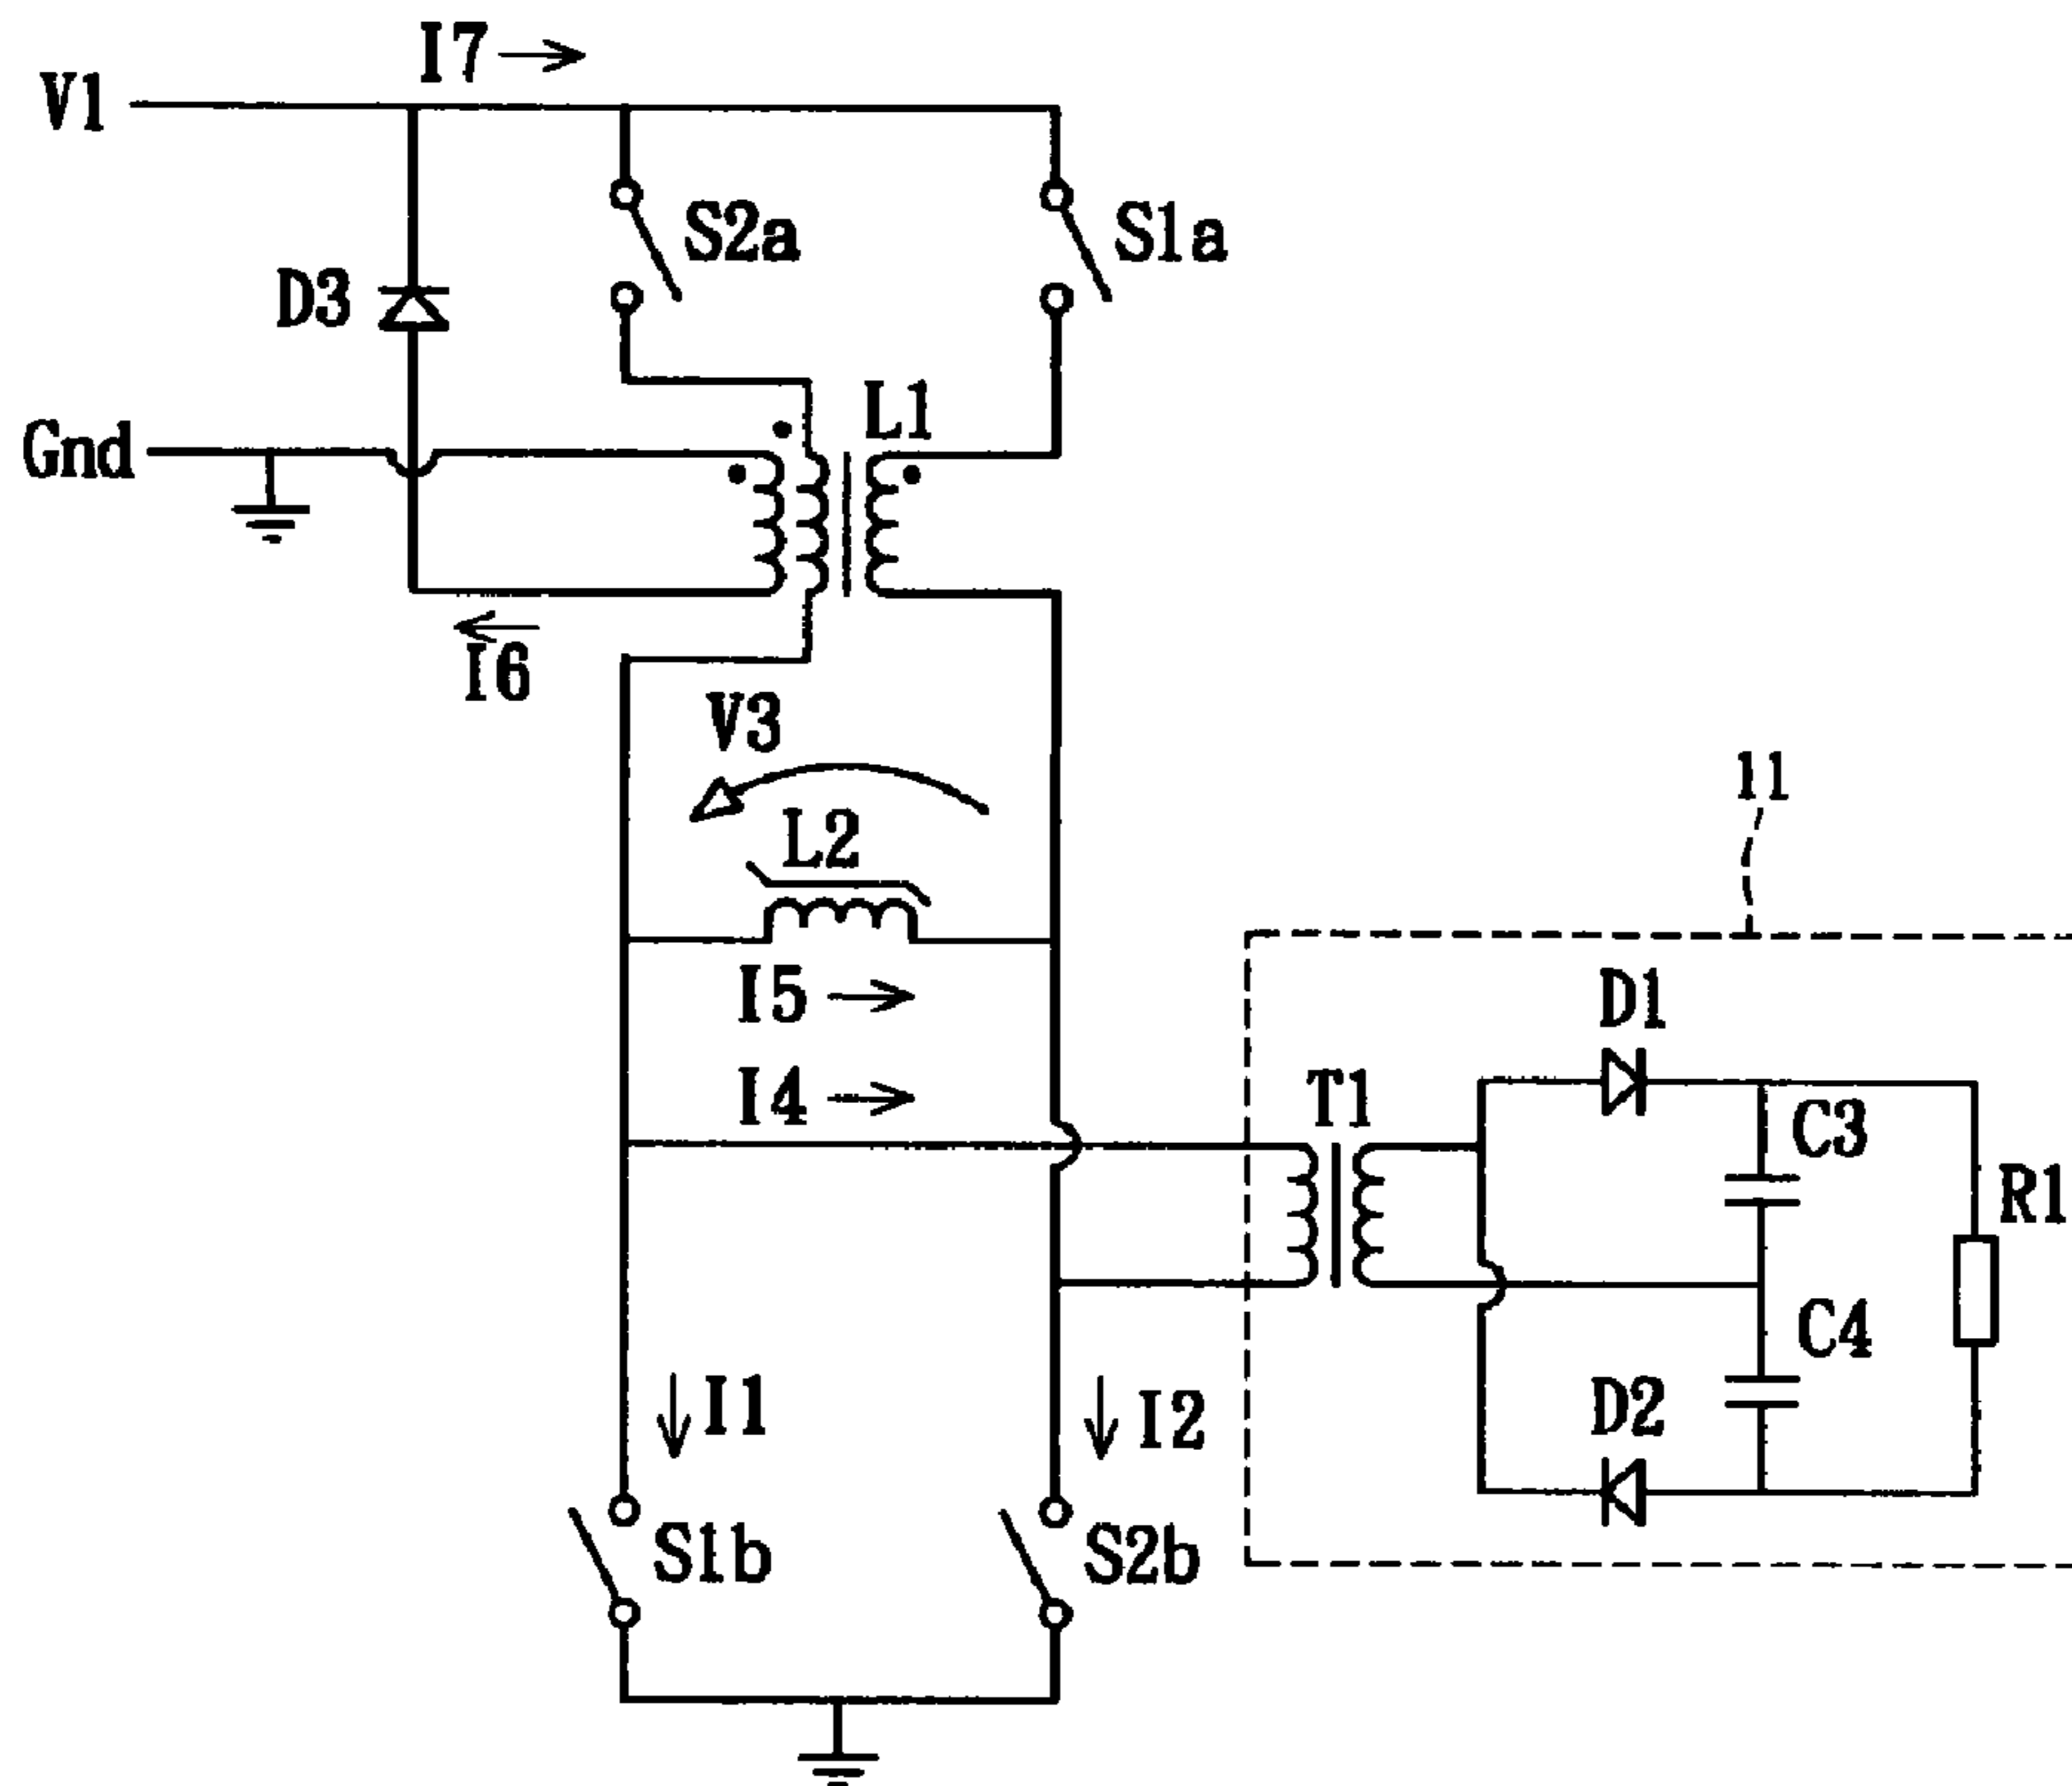 I7
V1
S2a
S1a
D3
L1
Gnd
I6
V3
11
L2
I5
D1
I4
T1
C3
R1
C4
I1
I2
D2
S1b
S2b